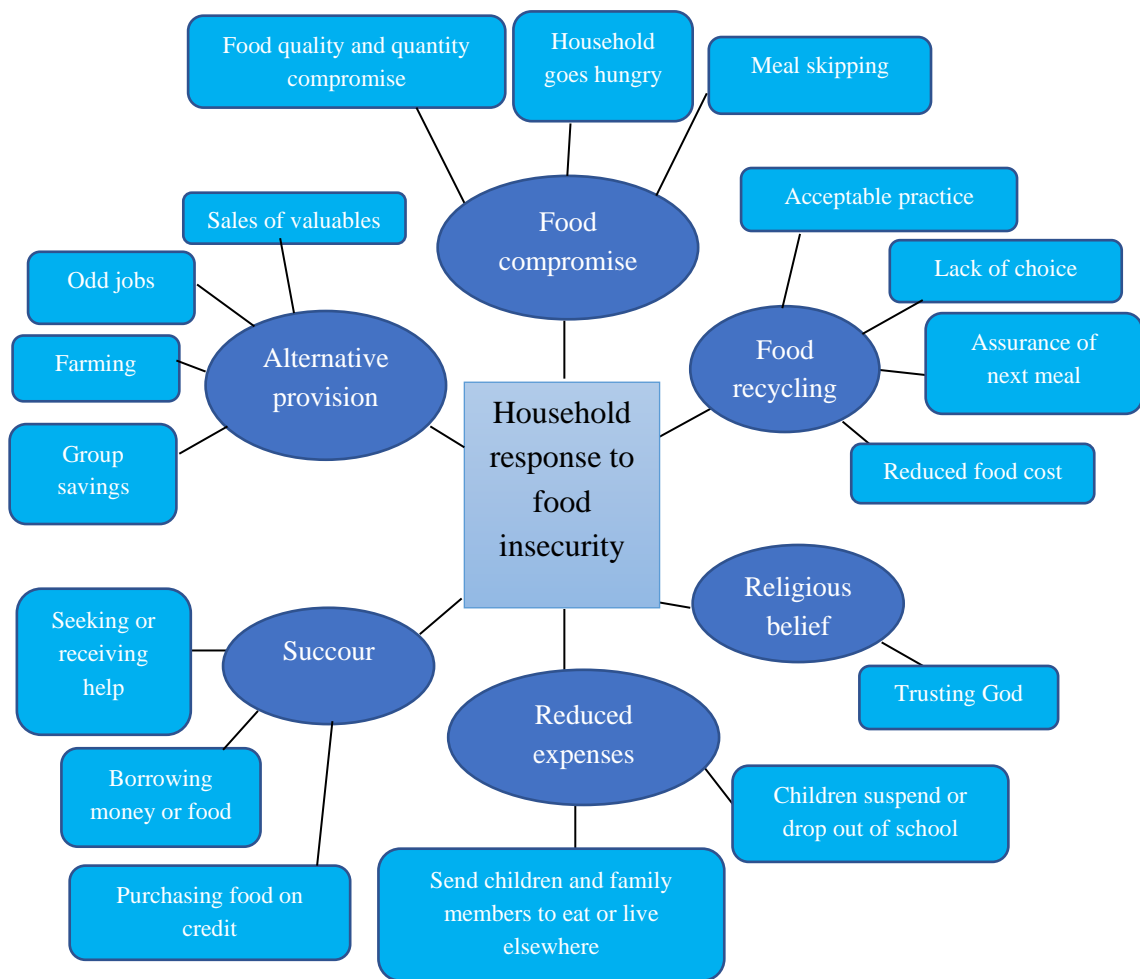 Food quality and quantity
compromise
Household
goes hungry
Meal skipping
Food
compromise
Acceptable practice
Lack of choice
Assurance of
next meal
Reduced food cost
Food
recycling
Sales of valuables
Odd jobs
Farming
Group
savings
Alternative
provision
Household
response to
food
insecurity
Religious
belief
Trusting God
Succour
Seeking or
receiving
help
Borrowing
money or food
Purchasing food on
credit
Reduced
expenses
Children suspend or
drop out of school
Send children and family
members to eat or live
elsewhere